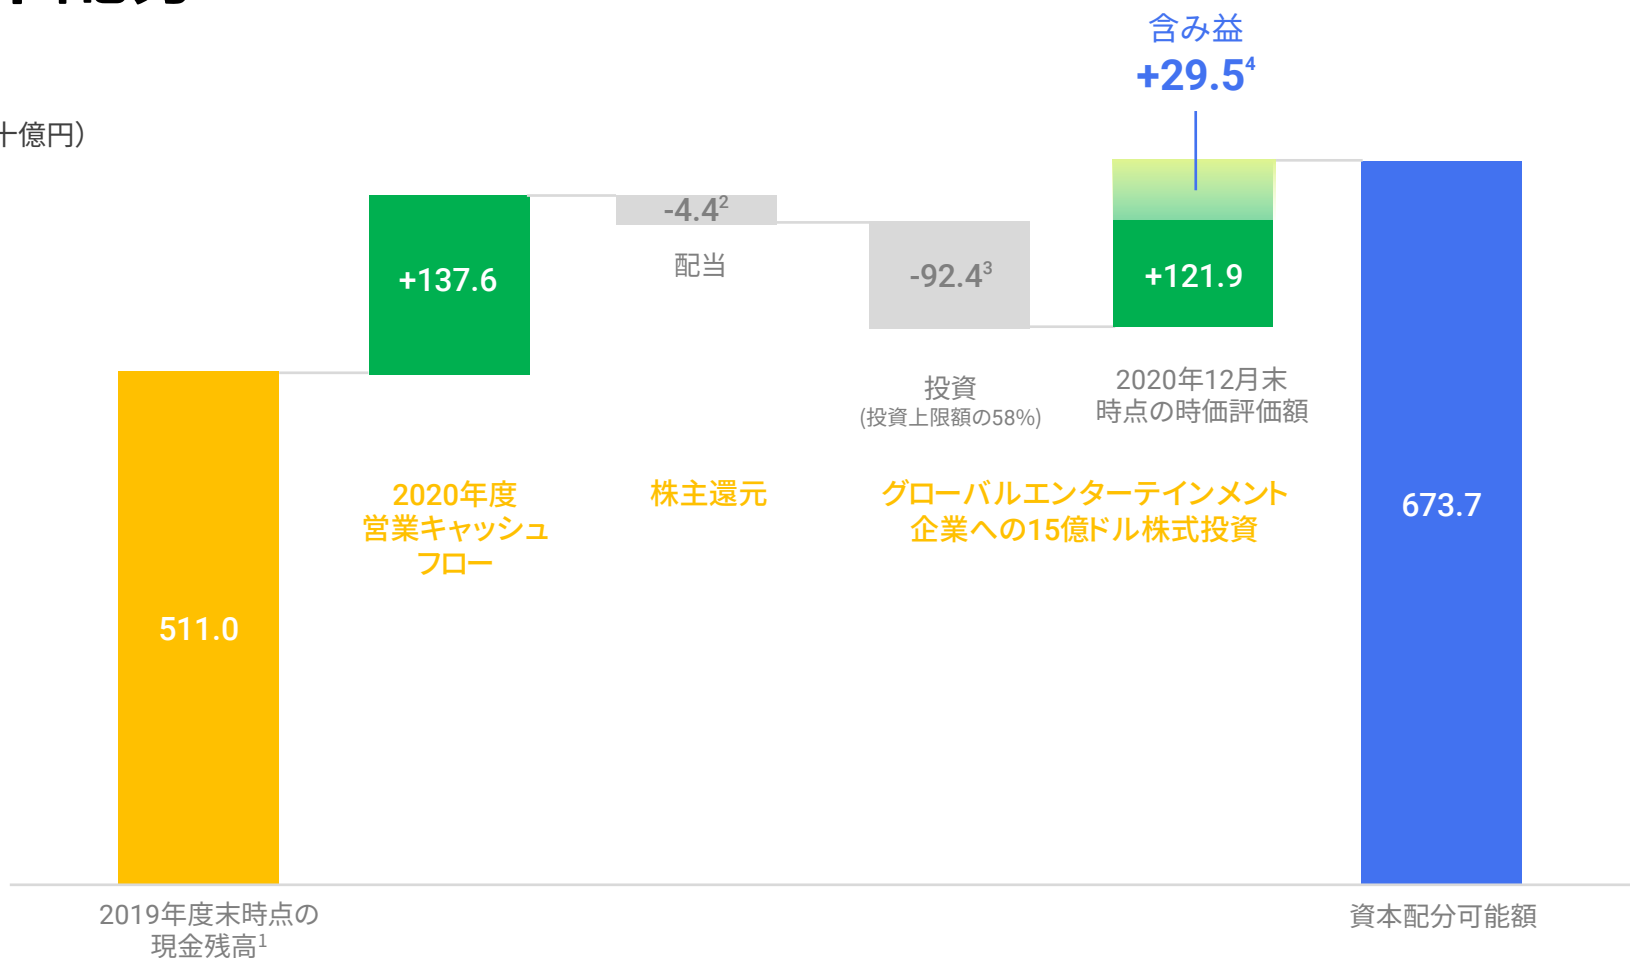 含み益
+29.5⁴
十億円）
+137.6
-4.4²
配当
-92.4³
+121.9
投資
(投資上限額の58%)
2020年12月末
時点の時価評価額
2020年度
営業キャッシュ
フロー
株主還元
グローバルエンターテインメント
企業への15億ドル株式投資
673.7
511.0
2019年度末時点の
現金残高¹
資本配分可能額